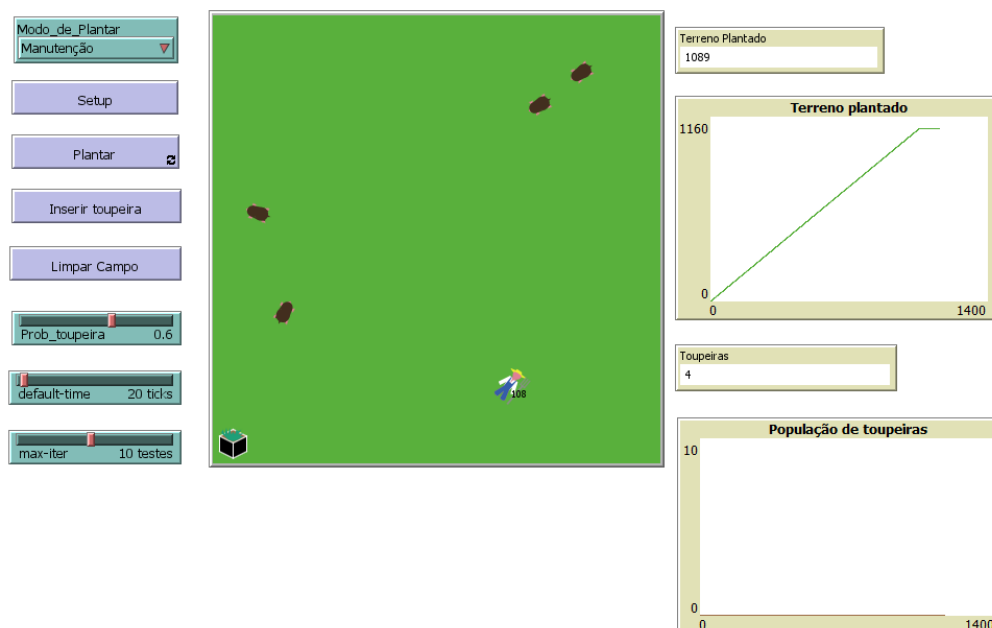 Modo_de_Plantar
Manutenção
Setup
Plantar
Inserir toupeira
Limpar Campo
Prob_toupeira 0.6
default-time 20 ticks
max-iter 10 testes
108
Terreno Plantado
1089
Terreno plantado
1160
0
0 1400
Toupeiras
4
População de toupeiras
10
0
0 1400